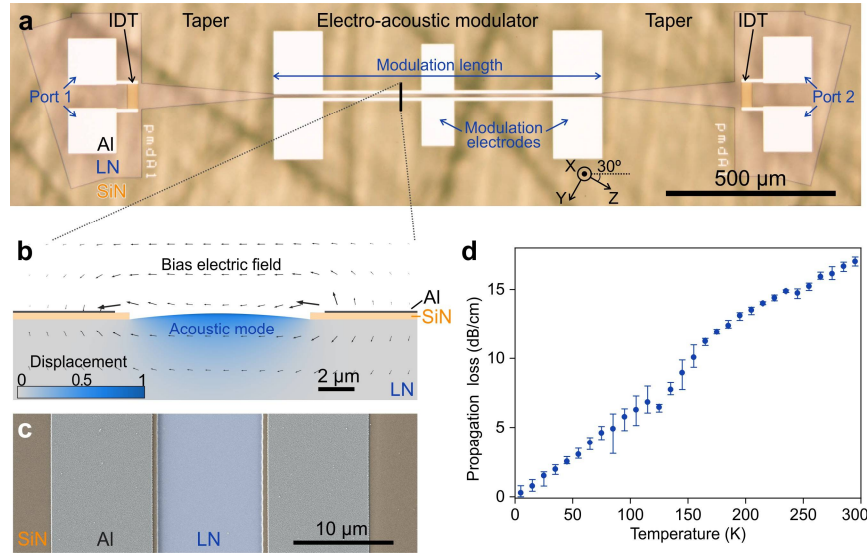 a
IDT
Taper
Electro-acoustic modulator
Taper
IDT
Modulation length
Port 1
Port 2
Modulation
electrodes
Al
LN
SiN
pmdA1
pmdA1
X
30º
Y
Z
500 µm
b
Bias electric field
Al
SiN
Acoustic mode
Displacement
0
0.5
1
2 µm
LN
c
SiN
Al
LN
10 µm
d
Propagation loss (dB/cm)
15
10
5
0
0
50
100
150
200
250
300
Temperature (K)